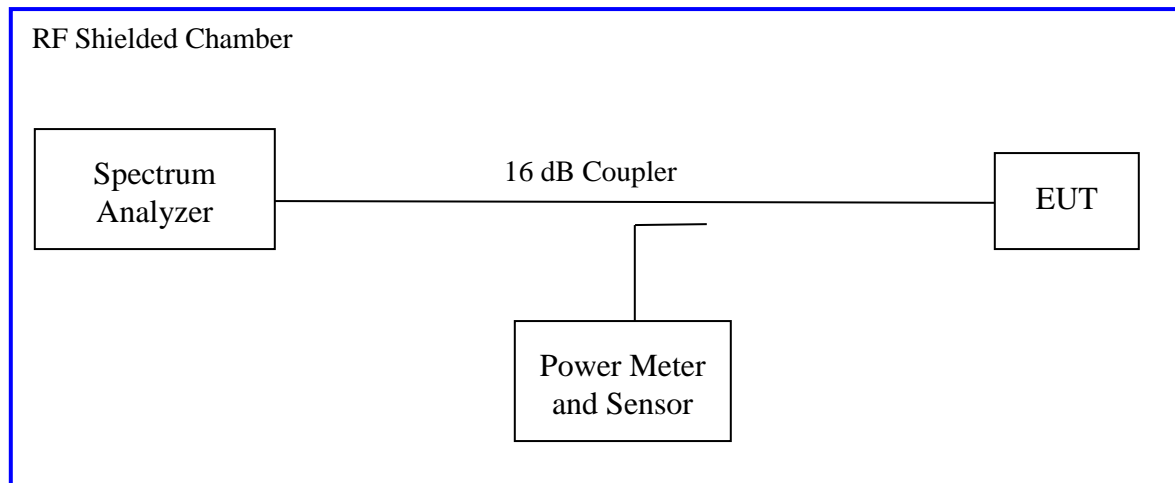 RF Shielded Chamber
Spectrum
Analyzer
16 dB Coupler
EUT
Power Meter
and Sensor